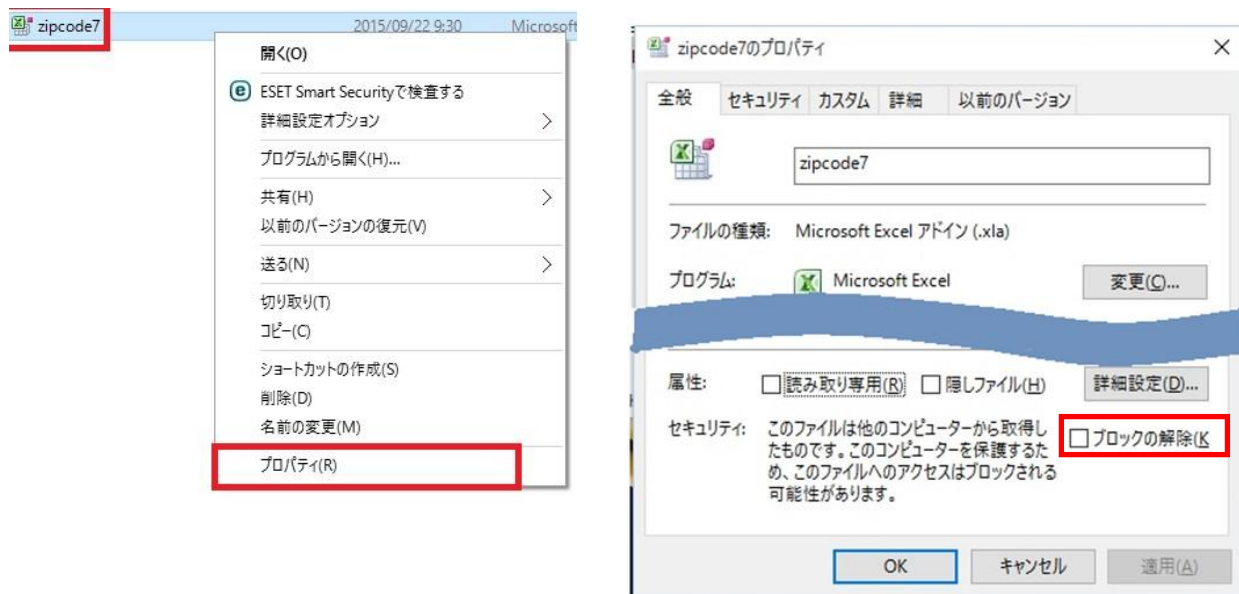 zipcode7 2015/09/22 9:30 Microsoft
開く(O)
ESET Smart Securityで検査する
詳細設定オプション
プログラムから開く(H)...
共有(H)
以前のバージョンの復元(V)
送る(N)
切り取り(T)
コピー(C)
ショートカットの作成(S)
削除(D)
名前の変更(M)
プロパティ(R)
zipcode7のプロパティ
全般 セキュリティ カスタム 詳細 以前のバージョン
zipcode7
ファイルの種類: Microsoft Excel アドイン (.xla)
プログラム: Microsoft Excel 変更(C)...
属性: 読み取り専用(R) 隠しファイル(H) 詳細設定(D)...
セキュリティ: このファイルは他のコンピューターから取得し
たものです。このコンピューターを保護するた
め、このファイルへのアクセスはブロックされる
可能性があります。
ブロックの解除(K
OK キャンセル 適用(A)